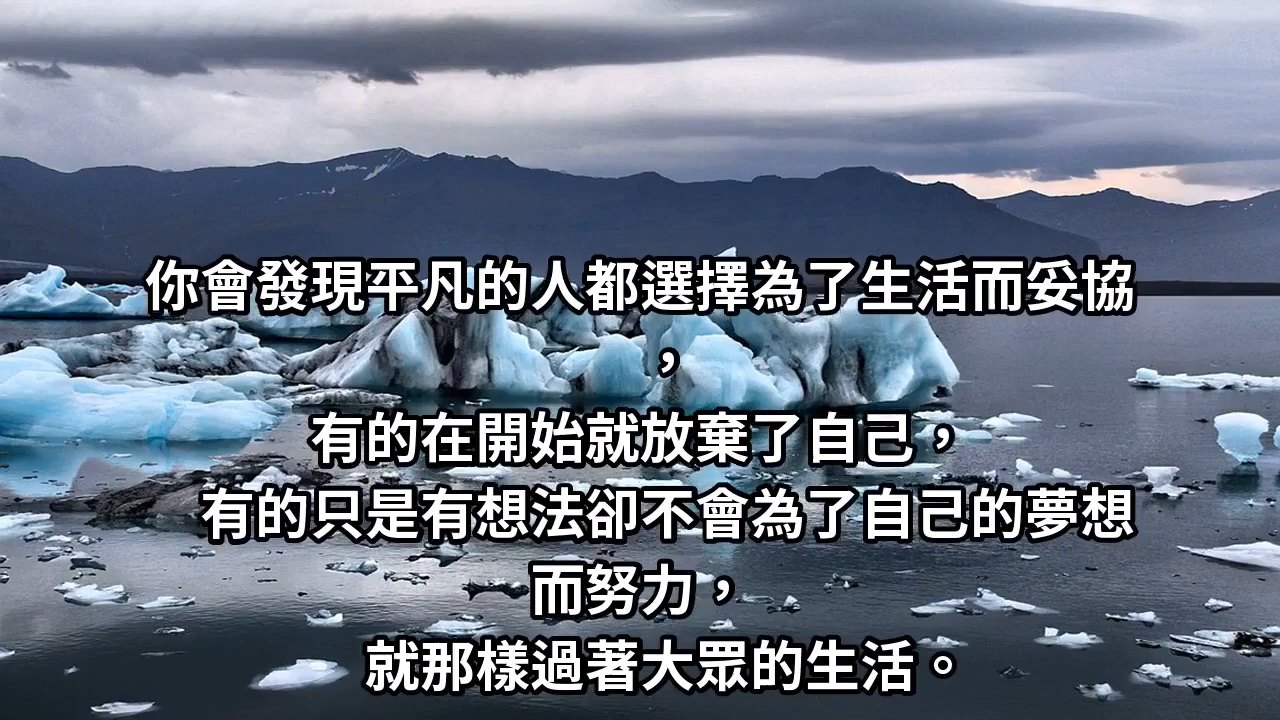 你會發現平凡的人都選擇為了生活而妥協
，
有的在開始就放棄了自己，
有的只是有想法卻不會為了自己的夢想
而努力，
就那樣過著大眾的生活。